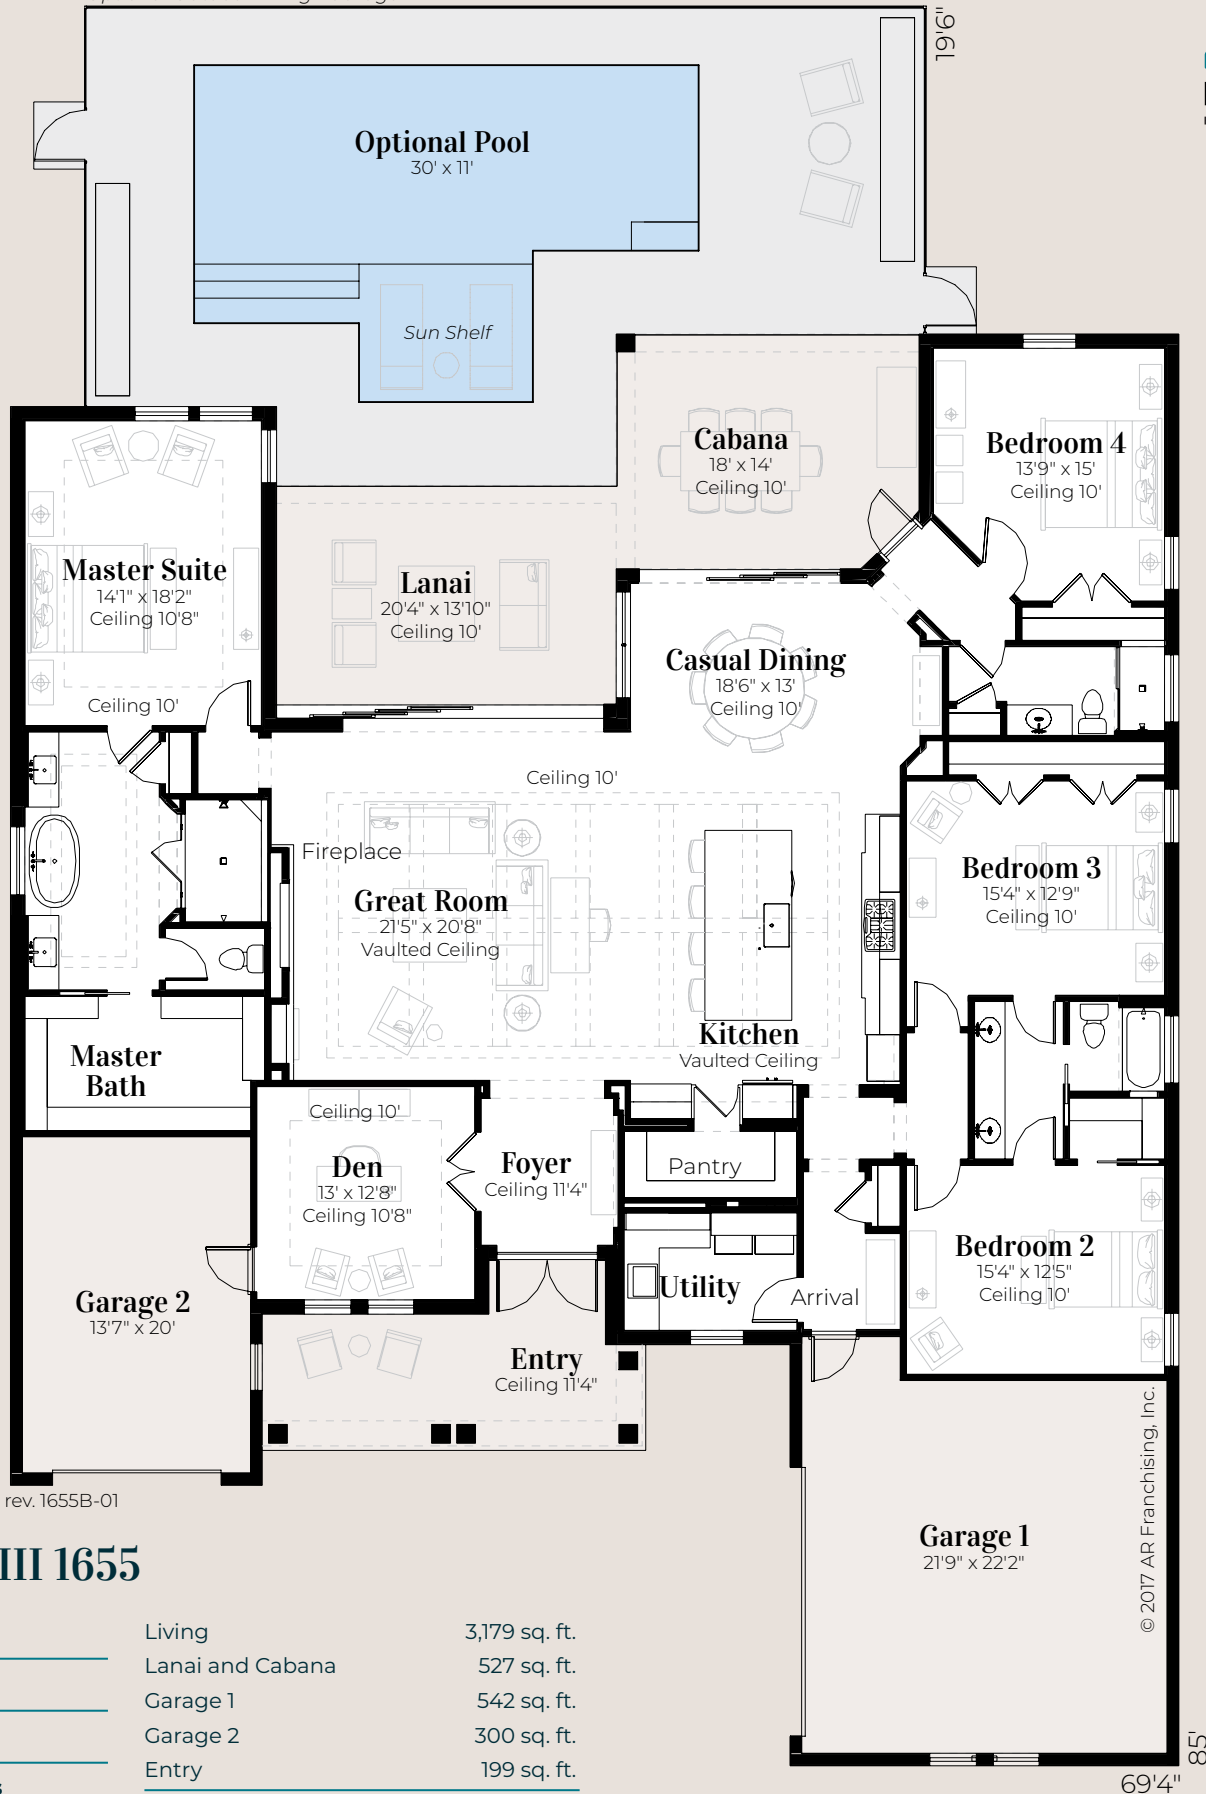 19'6"
Optional Pool
30' x 11'
Sun Shelf
Cabana
18' x 14'
Ceiling 10'
Bedroom 4
13'9" x 15'
Ceiling 10'
Master Suite
14'1" x 18'2"
Ceiling 10'8"
Ceiling 10'
Lanai
20'4" x 13'10"
Ceiling 10'
Casual Dining
18'6" x 13'
Ceiling 10'
Ceiling 10'
Fireplace
Great Room
21'5" x 20'8"
Vaulted Ceiling
Bedroom 3
15'4" x 12'9"
Ceiling 10'
Kitchen
Vaulted Ceiling
Master
Bath
Ceiling 10'
Den
13' x 12'8"
Ceiling 10'8"
Foyer
Ceiling 11'4"
Pantry
Utility
Arrival
Bedroom 2
15'4" x 12'5"
Ceiling 10'
Garage 2
13'7" x 20'
Entry
Ceiling 11'4"
Garage 1
21'9" x 22'2"
© 2017 AR Franchising, Inc.
85'
69'4"
rev. 1655B-01
III 1655
Living 3,179 sq. ft.
Lanai and Cabana 527 sq. ft.
Garage 1 542 sq. ft.
Garage 2 300 sq. ft.
Entry 199 sq. ft.